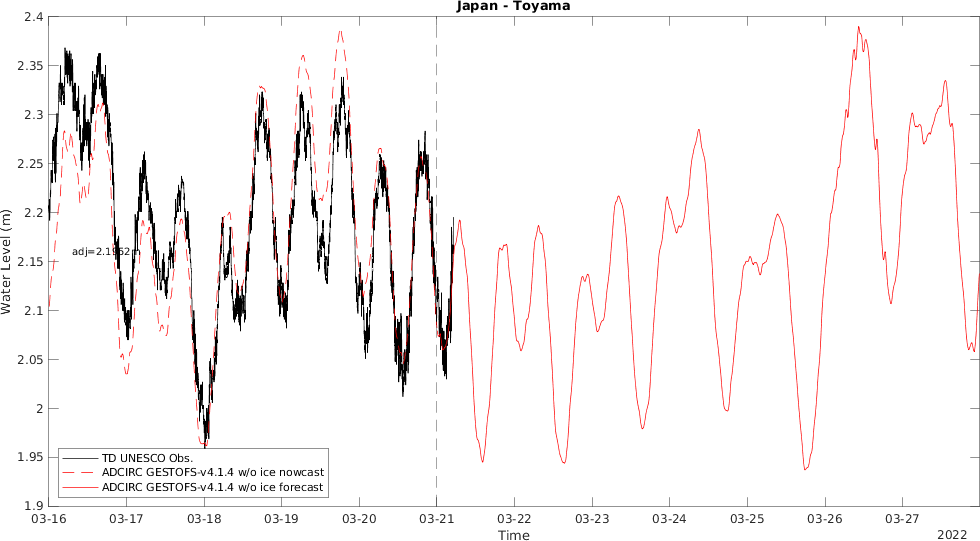 Japan - Toyama
Water Level (m)
2.4
2.35
2.3
2.25
2.2
2.15
2.1
2.05
2
1.95
1.9
TD UNESCO Obs.
ADCIRC GESTOFS-v4.1.4 w/o ice nowcast
ADCIRC GESTOFS-v4.1.4 w/o ice forecast
03-16 03-17 03-18 03-19 03-20 03-21 03-22 03-23 03-24 03-25 03-26 03-27
Time
2022